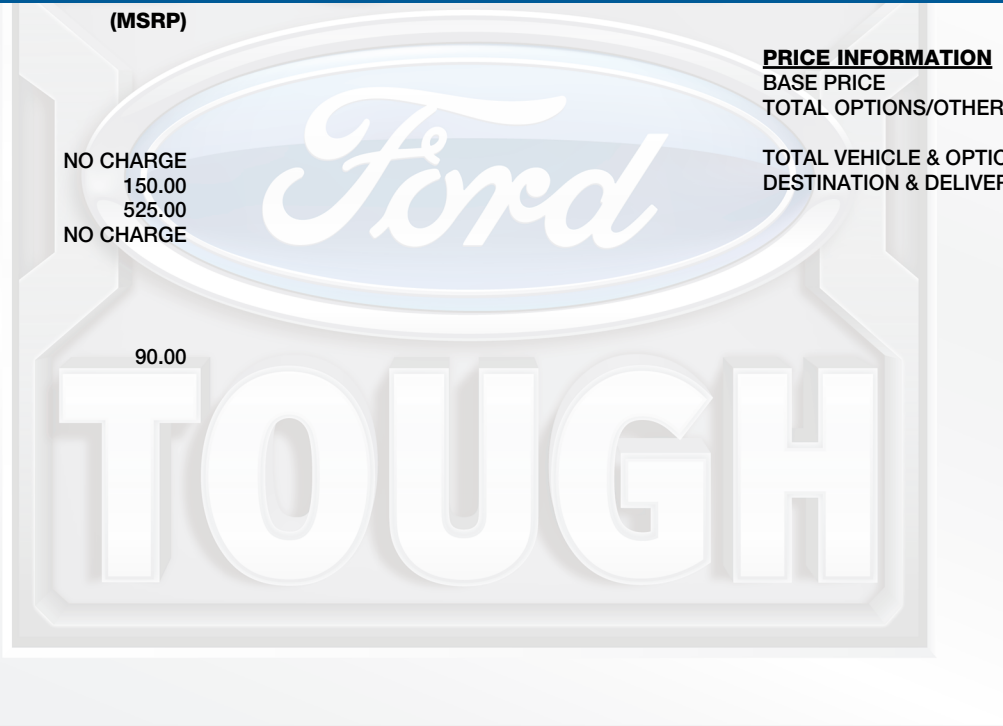 (MSRP)
NO CHARGE
150.00
525.00
NO CHARGE
90.00
PRICE INFORMATION
BASE PRICE
TOTAL OPTIONS/OTHER
TOTAL VEHICLE & OPTIO
DESTINATION & DELIVER
Ford
TOUGH